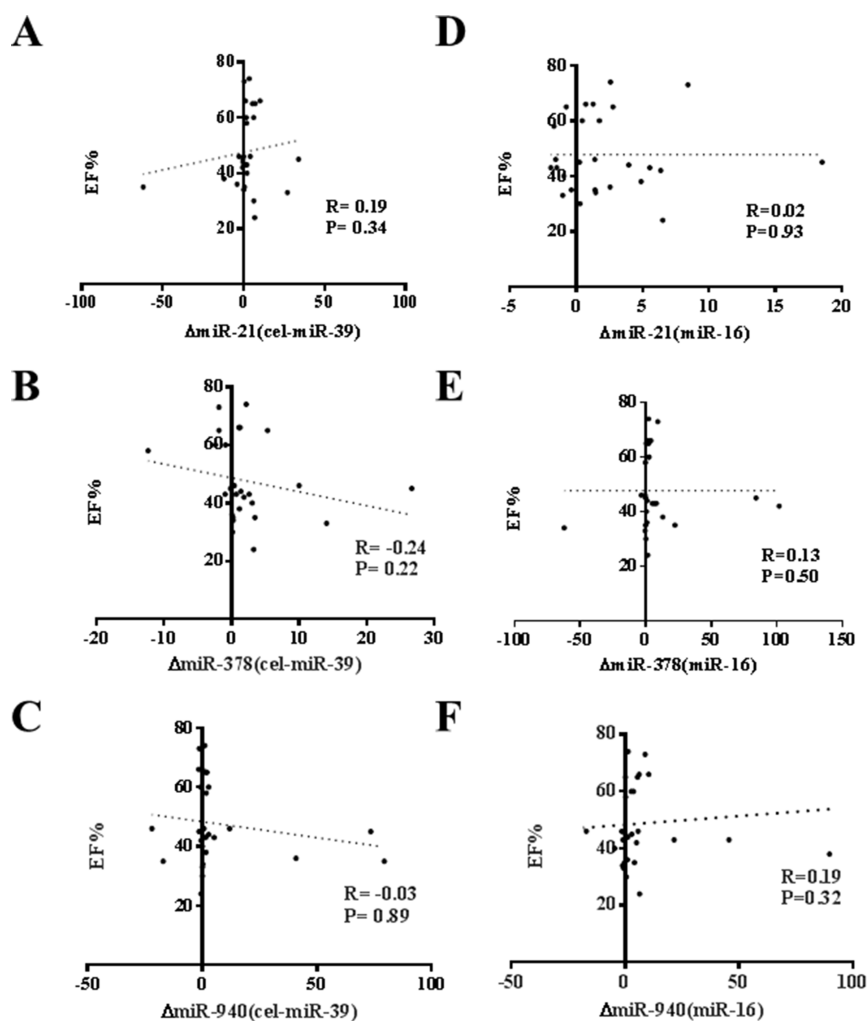 A
80
60
40
20
EF%
R= 0.19
P= 0.34
-100
-50
0
50
100
ΔmiR-21(cel-miR-39)
D
80
60
40
20
EF%
R=0.02
P=0.93
-5
0
5
10
15
20
ΔmiR-21(miR-16)
B
80
60
40
20
EF%
R= -0.24
P= 0.22
-20
-10
0
10
20
30
ΔmiR-378(cel-miR-39)
E
80
60
40
20
EF%
R=0.13
P=0.50
-100
-50
0
50
100
150
ΔmiR-378(miR-16)
C
80
60
40
20
EF%
R= -0.03
P= 0.89
-50
0
50
100
ΔmiR-940(cel-miR-39)
F
80
60
40
20
EF%
R=0.19
P=0.32
-50
0
50
100
ΔmiR-940(miR-16)